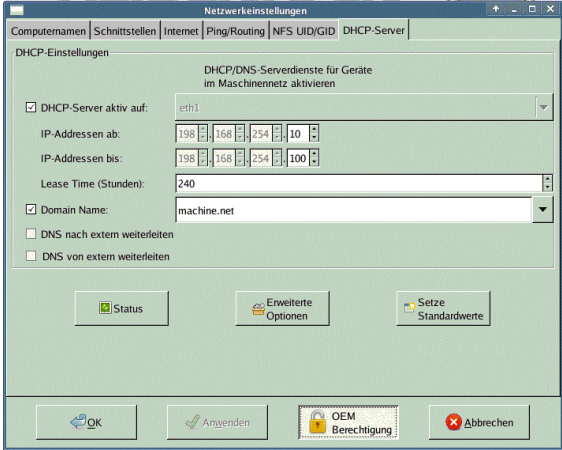 Netzwerkeinstellungen
Computernamen Schnittstellen Internet Ping/Routing NFS UID/GID DHCP-Server
DHCP-Einstellungen
DHCP/DNS-Serverdienste für Geräte
im Maschinennetz aktivieren
DHCP-Server aktiv auf: eth1
IP-Addressen ab: 198 . 168 . 254 . 10
IP-Addressen bis: 198 . 168 . 254 . 100
Lease Time (Stunden): 240
Domain Name: machine.net
DNS nach extern weiterleiten
DNS von extern weiterleiten
Status
Erweiterte
Optionen
Setze
Standardwerte
OK
Anwenden
OEM
Berechtigung
Abbrechen